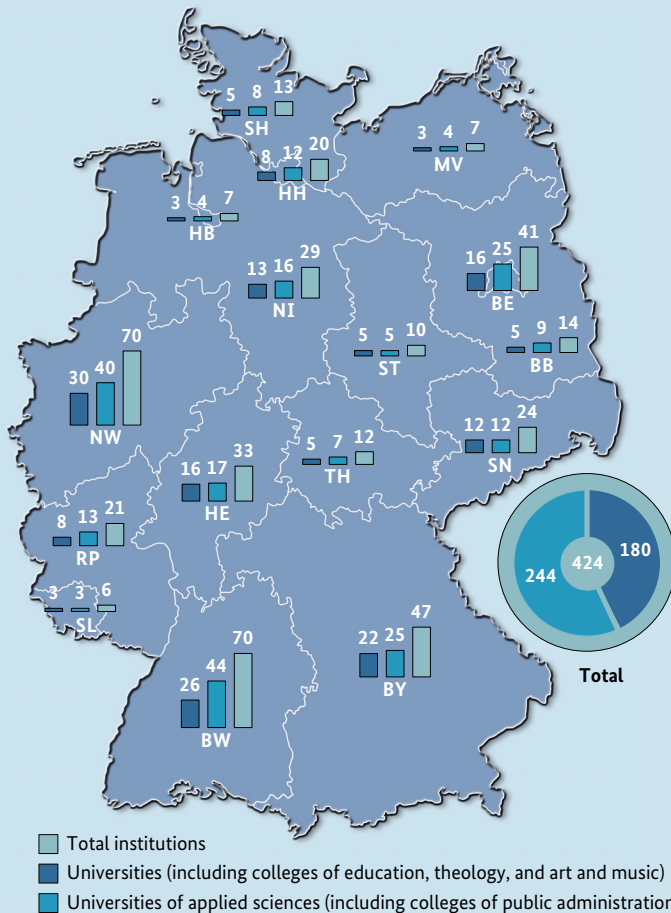 5 8 13
SH
3 4 7
MV
8 12 20
HH
3 4 7
HB
16 25 41
BE
13 16 29
NI
5 5 10
ST
5 9 14
BB
30 40 70
NW
12 12 24
SN
5 7 12
TH
16 17 33
HE
8 13 21
RP
244 424 180
Total
3 3 6
SL
22 25 47
BY
26 44 70
BW
Total institutions
Universities (including colleges of education, theology, and art and music)
Universities of applied sciences (including colleges of public administration